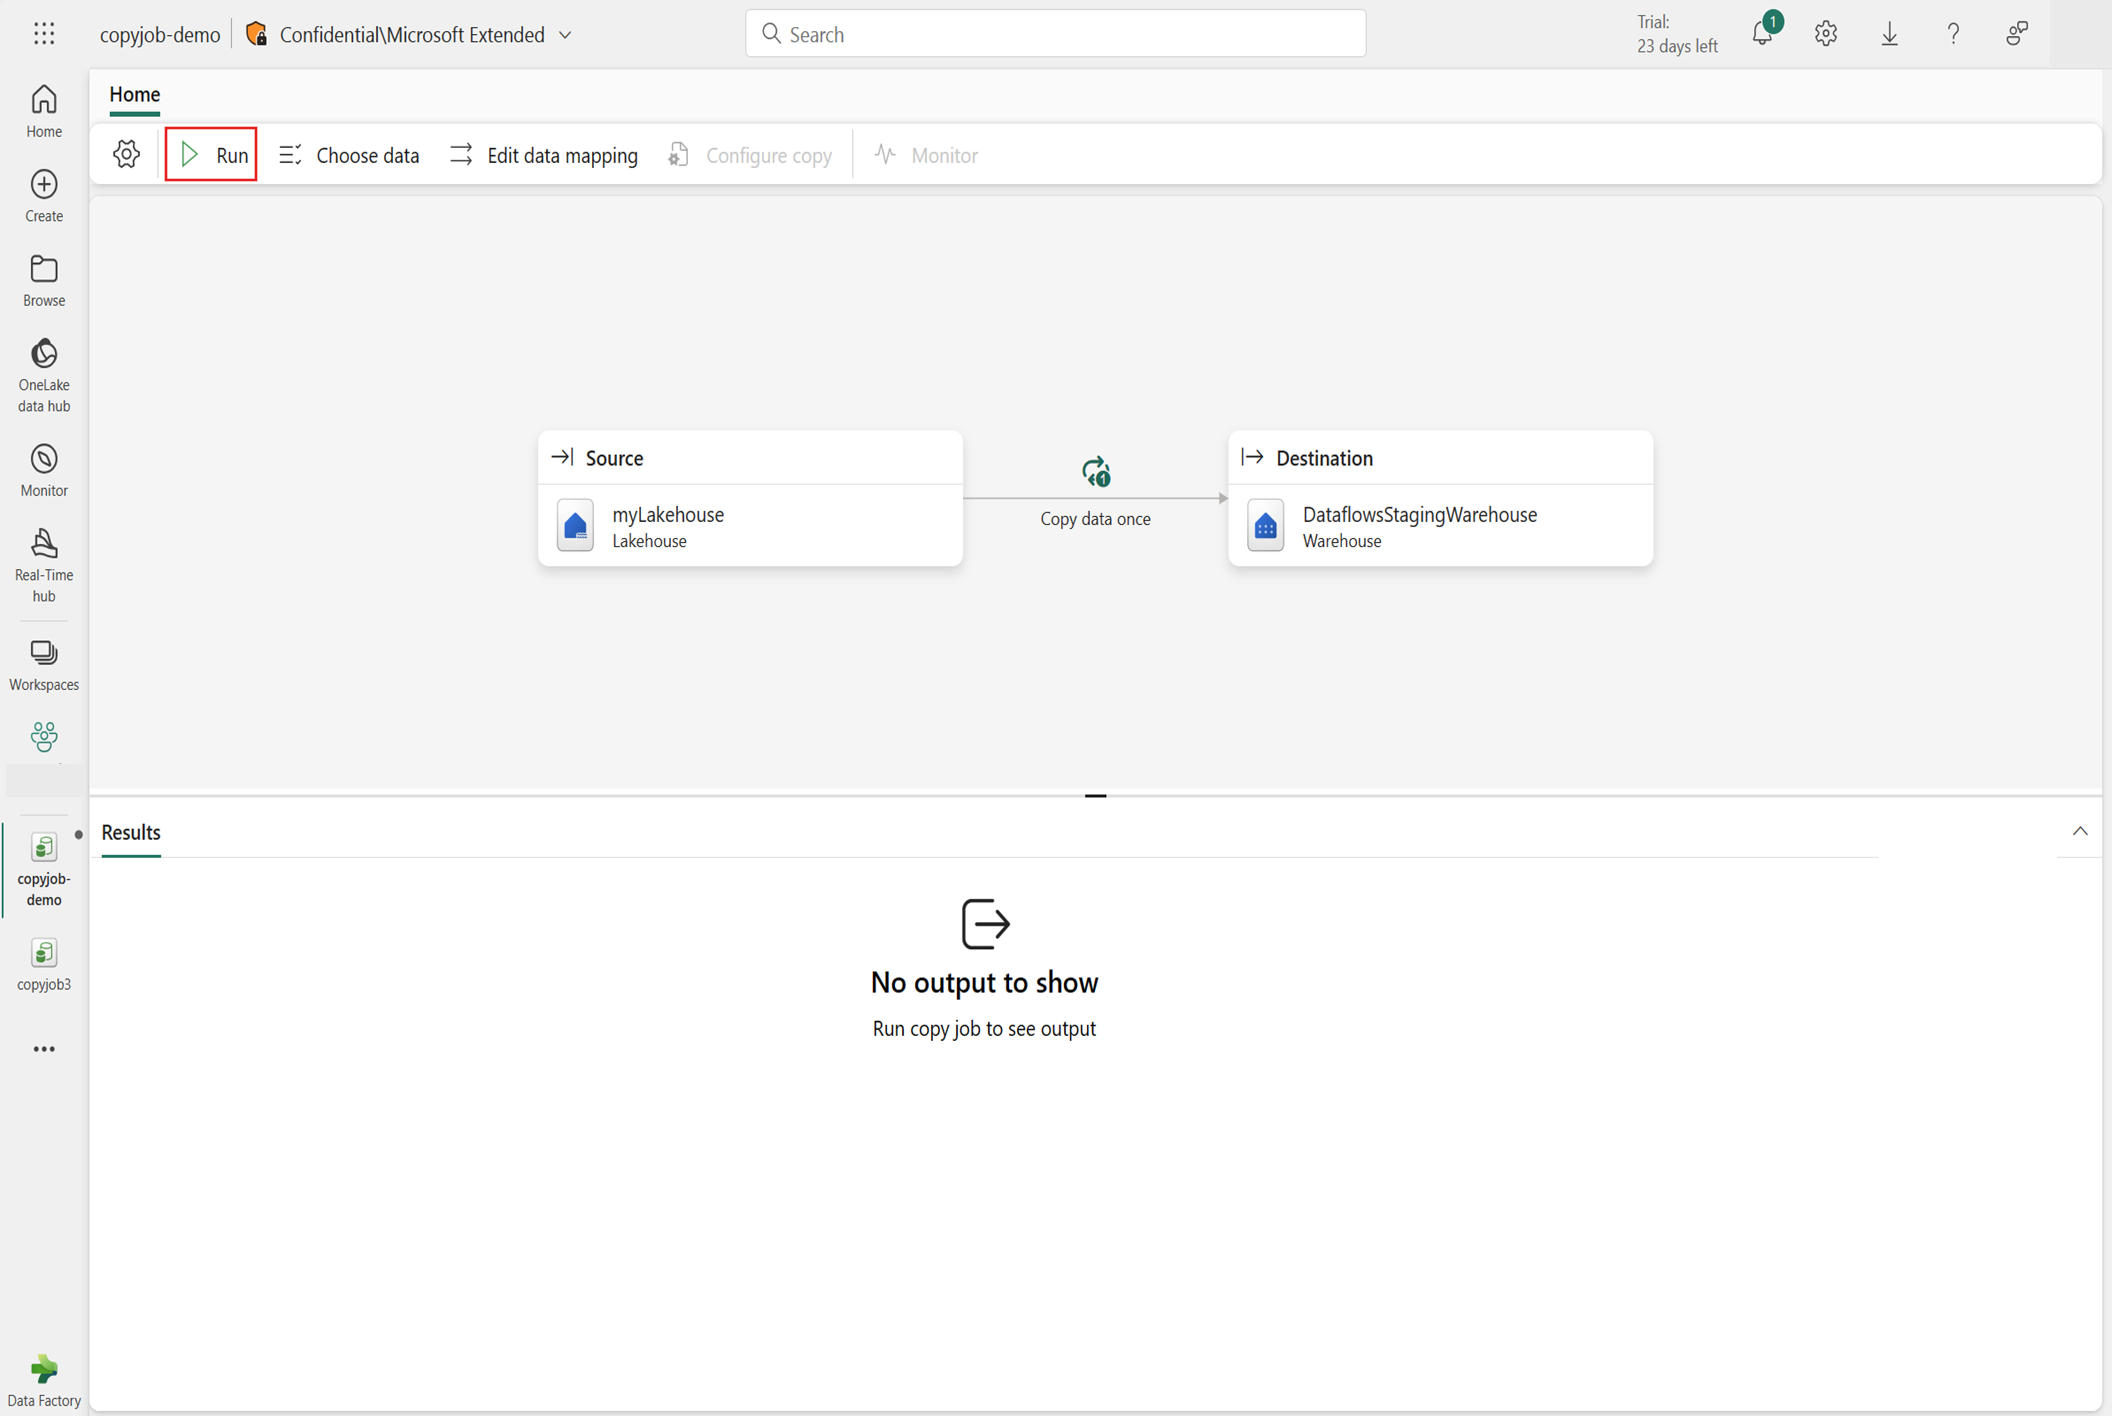 copyjob-demo
Confidential\Microsoft Extended
Search
Trial:
23 days left
1
Home
Home
Run
Choose data
Edit data mapping
Configure copy
Monitor
Create
Browse
OneLake
data hub
Monitor
Real-Time
hub
Workspaces
copyjob-
demo
copyjob3
Data Factory
Source
myLakehouse
Lakehouse
1
Copy data once
Destination
DataflowsStagingWarehouse
Warehouse
Results
No output to show
Run copy job to see output